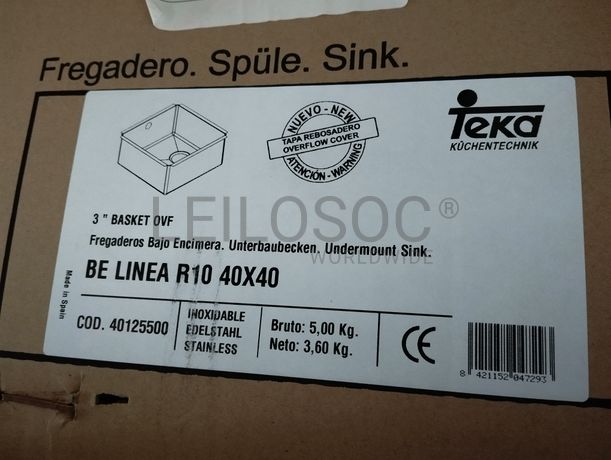 Fregadero. Spüle. Sink.
NUEVO - NEW
TAPA REBOSADERO
OVERFLOW COVER
ATENCIÓN - WARNING
Teka
KÜCHENTECHNIK
3 " BASKET OVF
LEILOSOC®
WORLDWIDE
Fregaderos Bajo Encimera. Unterbaubecken. Undermount Sink.
BE LINEA R10 40X40
Made in Spain
COD. 40125500
INOXIDABLE
EDELSTAHL
STAINLESS
Bruto: 5,00 Kg.
Neto: 3,60 Kg.
CE
8 421152 047293